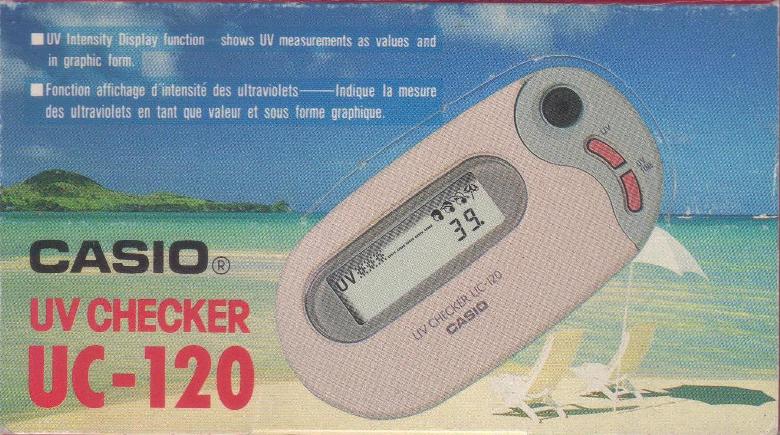 ■ UV Intensity Display function shows UV measurements as values and
in graphic form.
■ Fonction affichage d'intensité des ultraviolets——Indique la mesure
des ultraviolets en tant que valeur et sous forme graphique.
UV
UV
39.
UV CHECKER UC-120
CASIO
CASIO®
UV CHECKER
UC-120